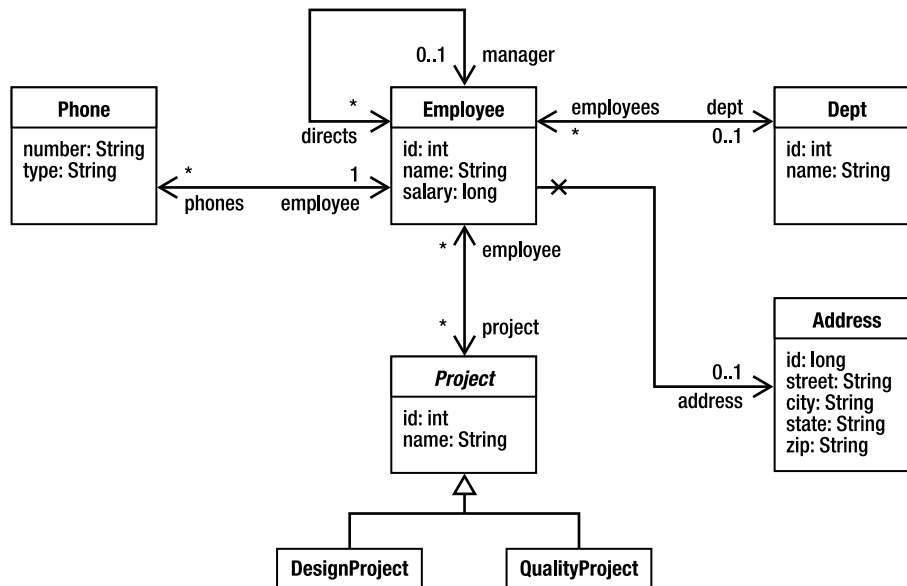 0..1 manager
* directs
Phone
number: String
type: String
* phones
1 employee
Employee
id: int
name: String
salary: long
employees *
dept 0..1
Dept
id: int
name: String
* employee
* project
Project
id: int
name: String
0..1
address
Address
id: long
street: String
city: String
state: String
zip: String
DesignProject
QualityProject